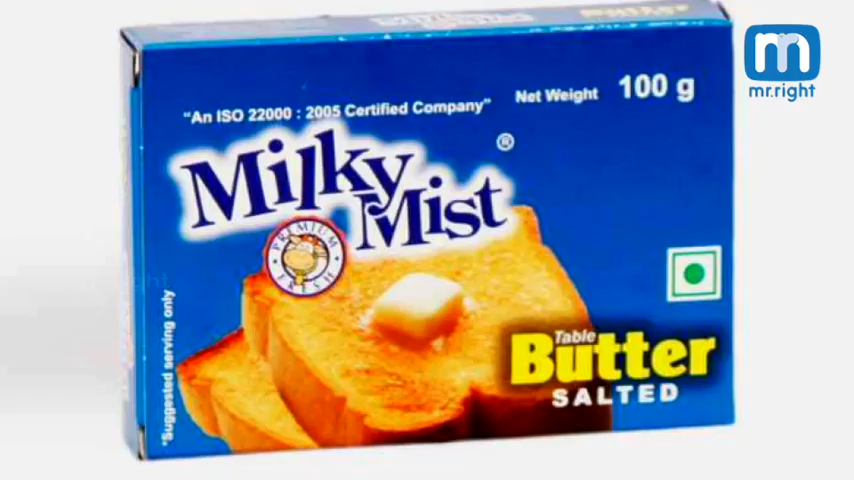 Butter
mr.right
"An ISO 22000 : 2005 Certified Company"
Net Weight 100 g
Milky
Mist
®
PREMIUM
FRESH
Table
Butter
SALTED
*Suggested serving only